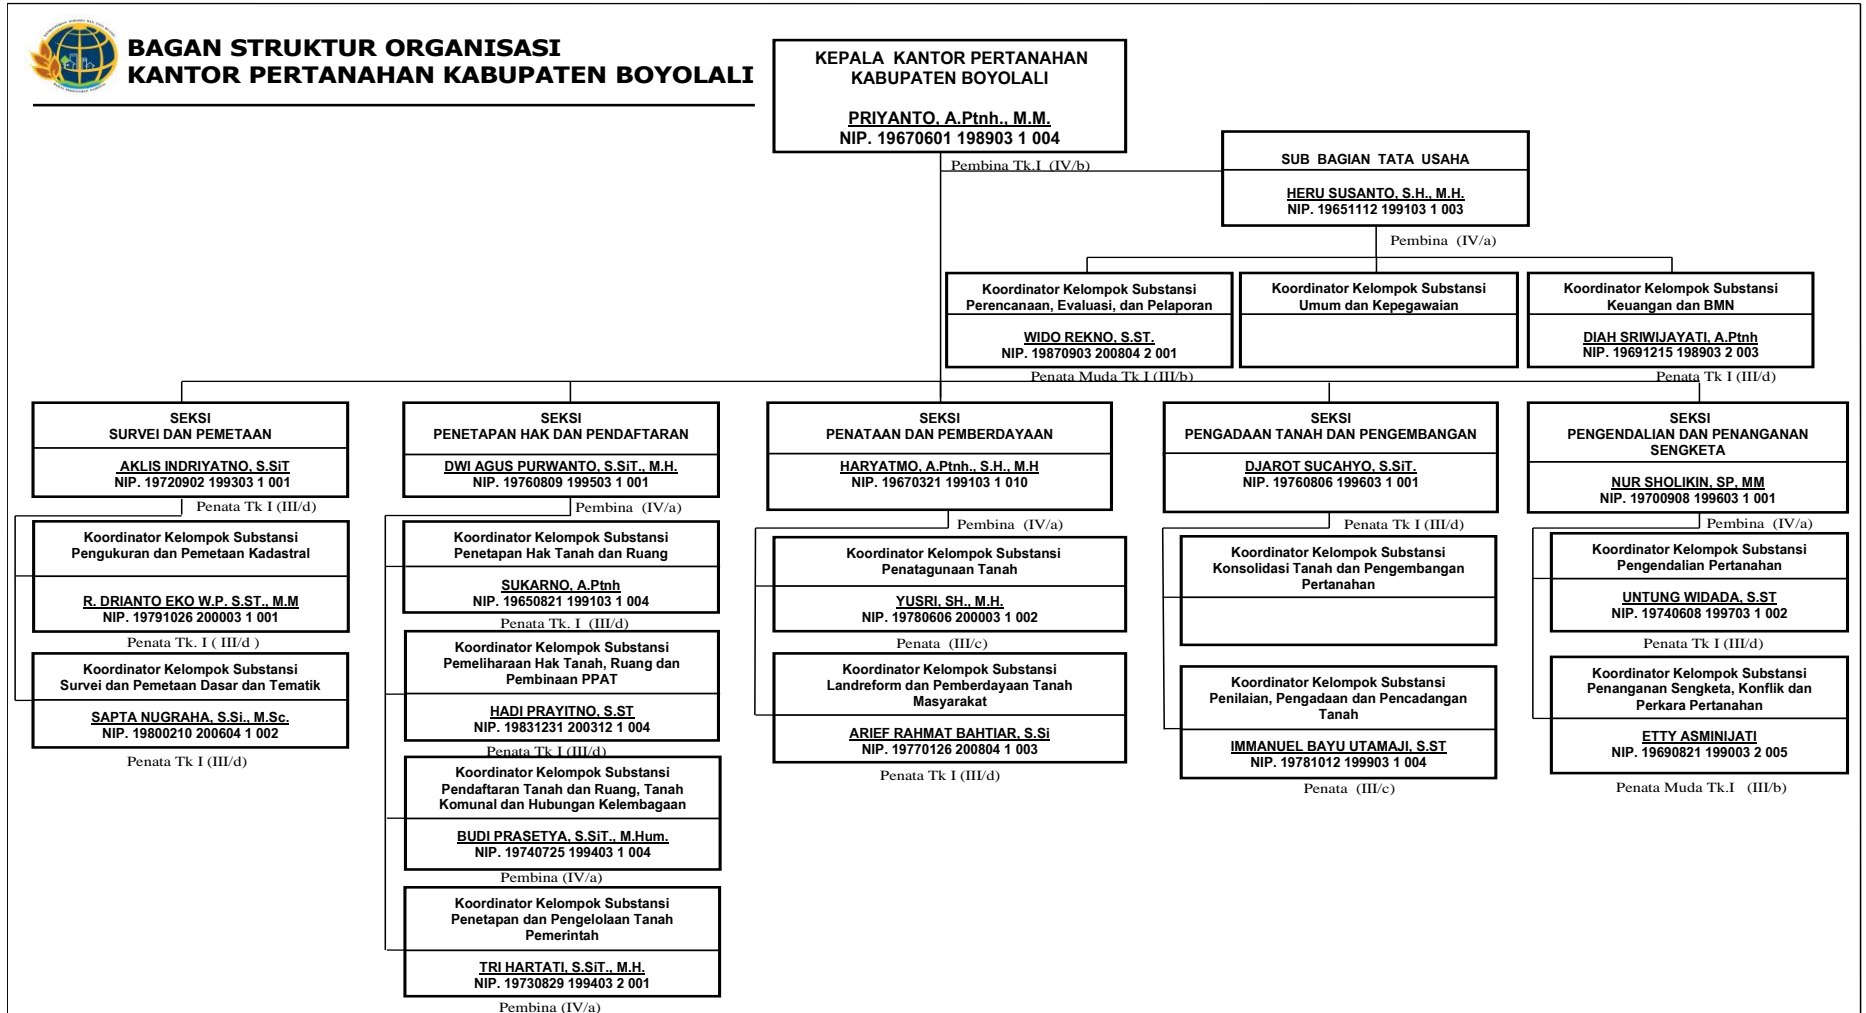 BAGAN STRUKTUR ORGANISASI
KANTOR PERTANAHAN KABUPATEN BOYOLALI
KEPALA KANTOR PERTANAHAN
KABUPATEN BOYOLALI
PRIYANTO, A.Ptnh., M.M.
NIP. 19670601 198903 1 004
Pembina Tk.I (IV/b)
SUB BAGIAN TATA USAHA
HERU SUSANTO, S.H., M.H.
NIP. 19651112 199103 1 003
Pembina (IV/a)
Koordinator Kelompok Substansi
Perencanaan, Evaluasi, dan Pelaporan
WIDO REKNO, S.ST.
NIP. 19870903 200804 2 001
Penata Muda Tk I (III/b)
Koordinator Kelompok Substansi
Umum dan Kepegawaian
Koordinator Kelompok Substansi
Keuangan dan BMN
DIAH SRIWIJAYATI, A.Ptnh
NIP. 19691215 198903 2 003
Penata Tk I (III/d)
SEKSI
SURVEI DAN PEMETAAN
AKLIS INDRIYATNO, S.SiT
NIP. 19720902 199303 1 001
Penata Tk I (III/d)
Koordinator Kelompok Substansi
Pengukuran dan Pemetaan Kadastral
R. DRIANTO EKO W.P. S.ST., M.M
NIP. 19791026 200003 1 001
Penata Tk. I ( III/d )
Koordinator Kelompok Substansi
Survei dan Pemetaan Dasar dan Tematik
SAPTA NUGRAHA, S.Si., M.Sc.
NIP. 19800210 200604 1 002
Penata Tk I (III/d)
SEKSI
PENETAPAN HAK DAN PENDAFTARAN
DWI AGUS PURWANTO, S.SiT., M.H.
NIP. 19760809 199503 1 001
Pembina (IV/a)
Koordinator Kelompok Substansi
Penetapan Hak Tanah dan Ruang
SUKARNO, A.Ptnh
NIP. 19650821 199103 1 004
Penata Tk. I (III/d)
Koordinator Kelompok Substansi
Pemeliharaan Hak Tanah, Ruang dan
Pembinaan PPAT
HADI PRAYITNO, S.ST
NIP. 19831231 200312 1 004
Penata Tk I (III/d)
Koordinator Kelompok Substansi
Pendaftaran Tanah dan Ruang, Tanah
Komunal dan Hubungan Kelembagaan
BUDI PRASETYA, S.SiT., M.Hum.
NIP. 19740725 199403 1 004
Pembina (IV/a)
Koordinator Kelompok Substansi
Penetapan dan Pengelolaan Tanah
Pemerintah
TRI HARTATI, S.SiT., M.H.
NIP. 19730829 199403 2 001
Pembina (IV/a)
SEKSI
PENATAAN DAN PEMBERDAYAAN
HARYATMO, A.Ptnh., S.H., M.H
NIP. 19670321 199103 1 010
Pembina (IV/a)
Koordinator Kelompok Substansi
Penatagunaan Tanah
YUSRI, SH., M.H.
NIP. 19780606 200003 1 002
Penata (III/c)
Koordinator Kelompok Substansi
Landreform dan Pemberdayaan Tanah
Masyarakat
ARIEF RAHMAT BAHTIAR, S.Si
NIP. 19770126 200804 1 003
Penata Tk I (III/d)
SEKSI
PENGADAAN TANAH DAN PENGEMBANGAN
DJAROT SUCAHYO, S.SiT.
NIP. 19760806 199603 1 001
Penata Tk I (III/d)
Koordinator Kelompok Substansi
Konsolidasi Tanah dan Pengembangan
Pertanahan
Koordinator Kelompok Substansi
Penilaian, Pengadaan dan Pencadangan
Tanah
IMMANUEL BAYU UTAMAJI, S.ST
NIP. 19781012 199903 1 004
Penata (III/c)
SEKSI
PENGENDALIAN DAN PENANGANAN
SENGKETA
NUR SHOLIKIN, SP, MM
NIP. 19700908 199603 1 001
Pembina (IV/a)
Koordinator Kelompok Substansi
Pengendalian Pertanahan
UNTUNG WIDADA, S.ST
NIP. 19740608 199703 1 002
Penata Tk I (III/d)
Koordinator Kelompok Substansi
Penanganan Sengketa, Konflik dan
Perkara Pertanahan
ETTY ASMINIJATI
NIP. 19690821 199003 2 005
Penata Muda Tk.I (III/b)